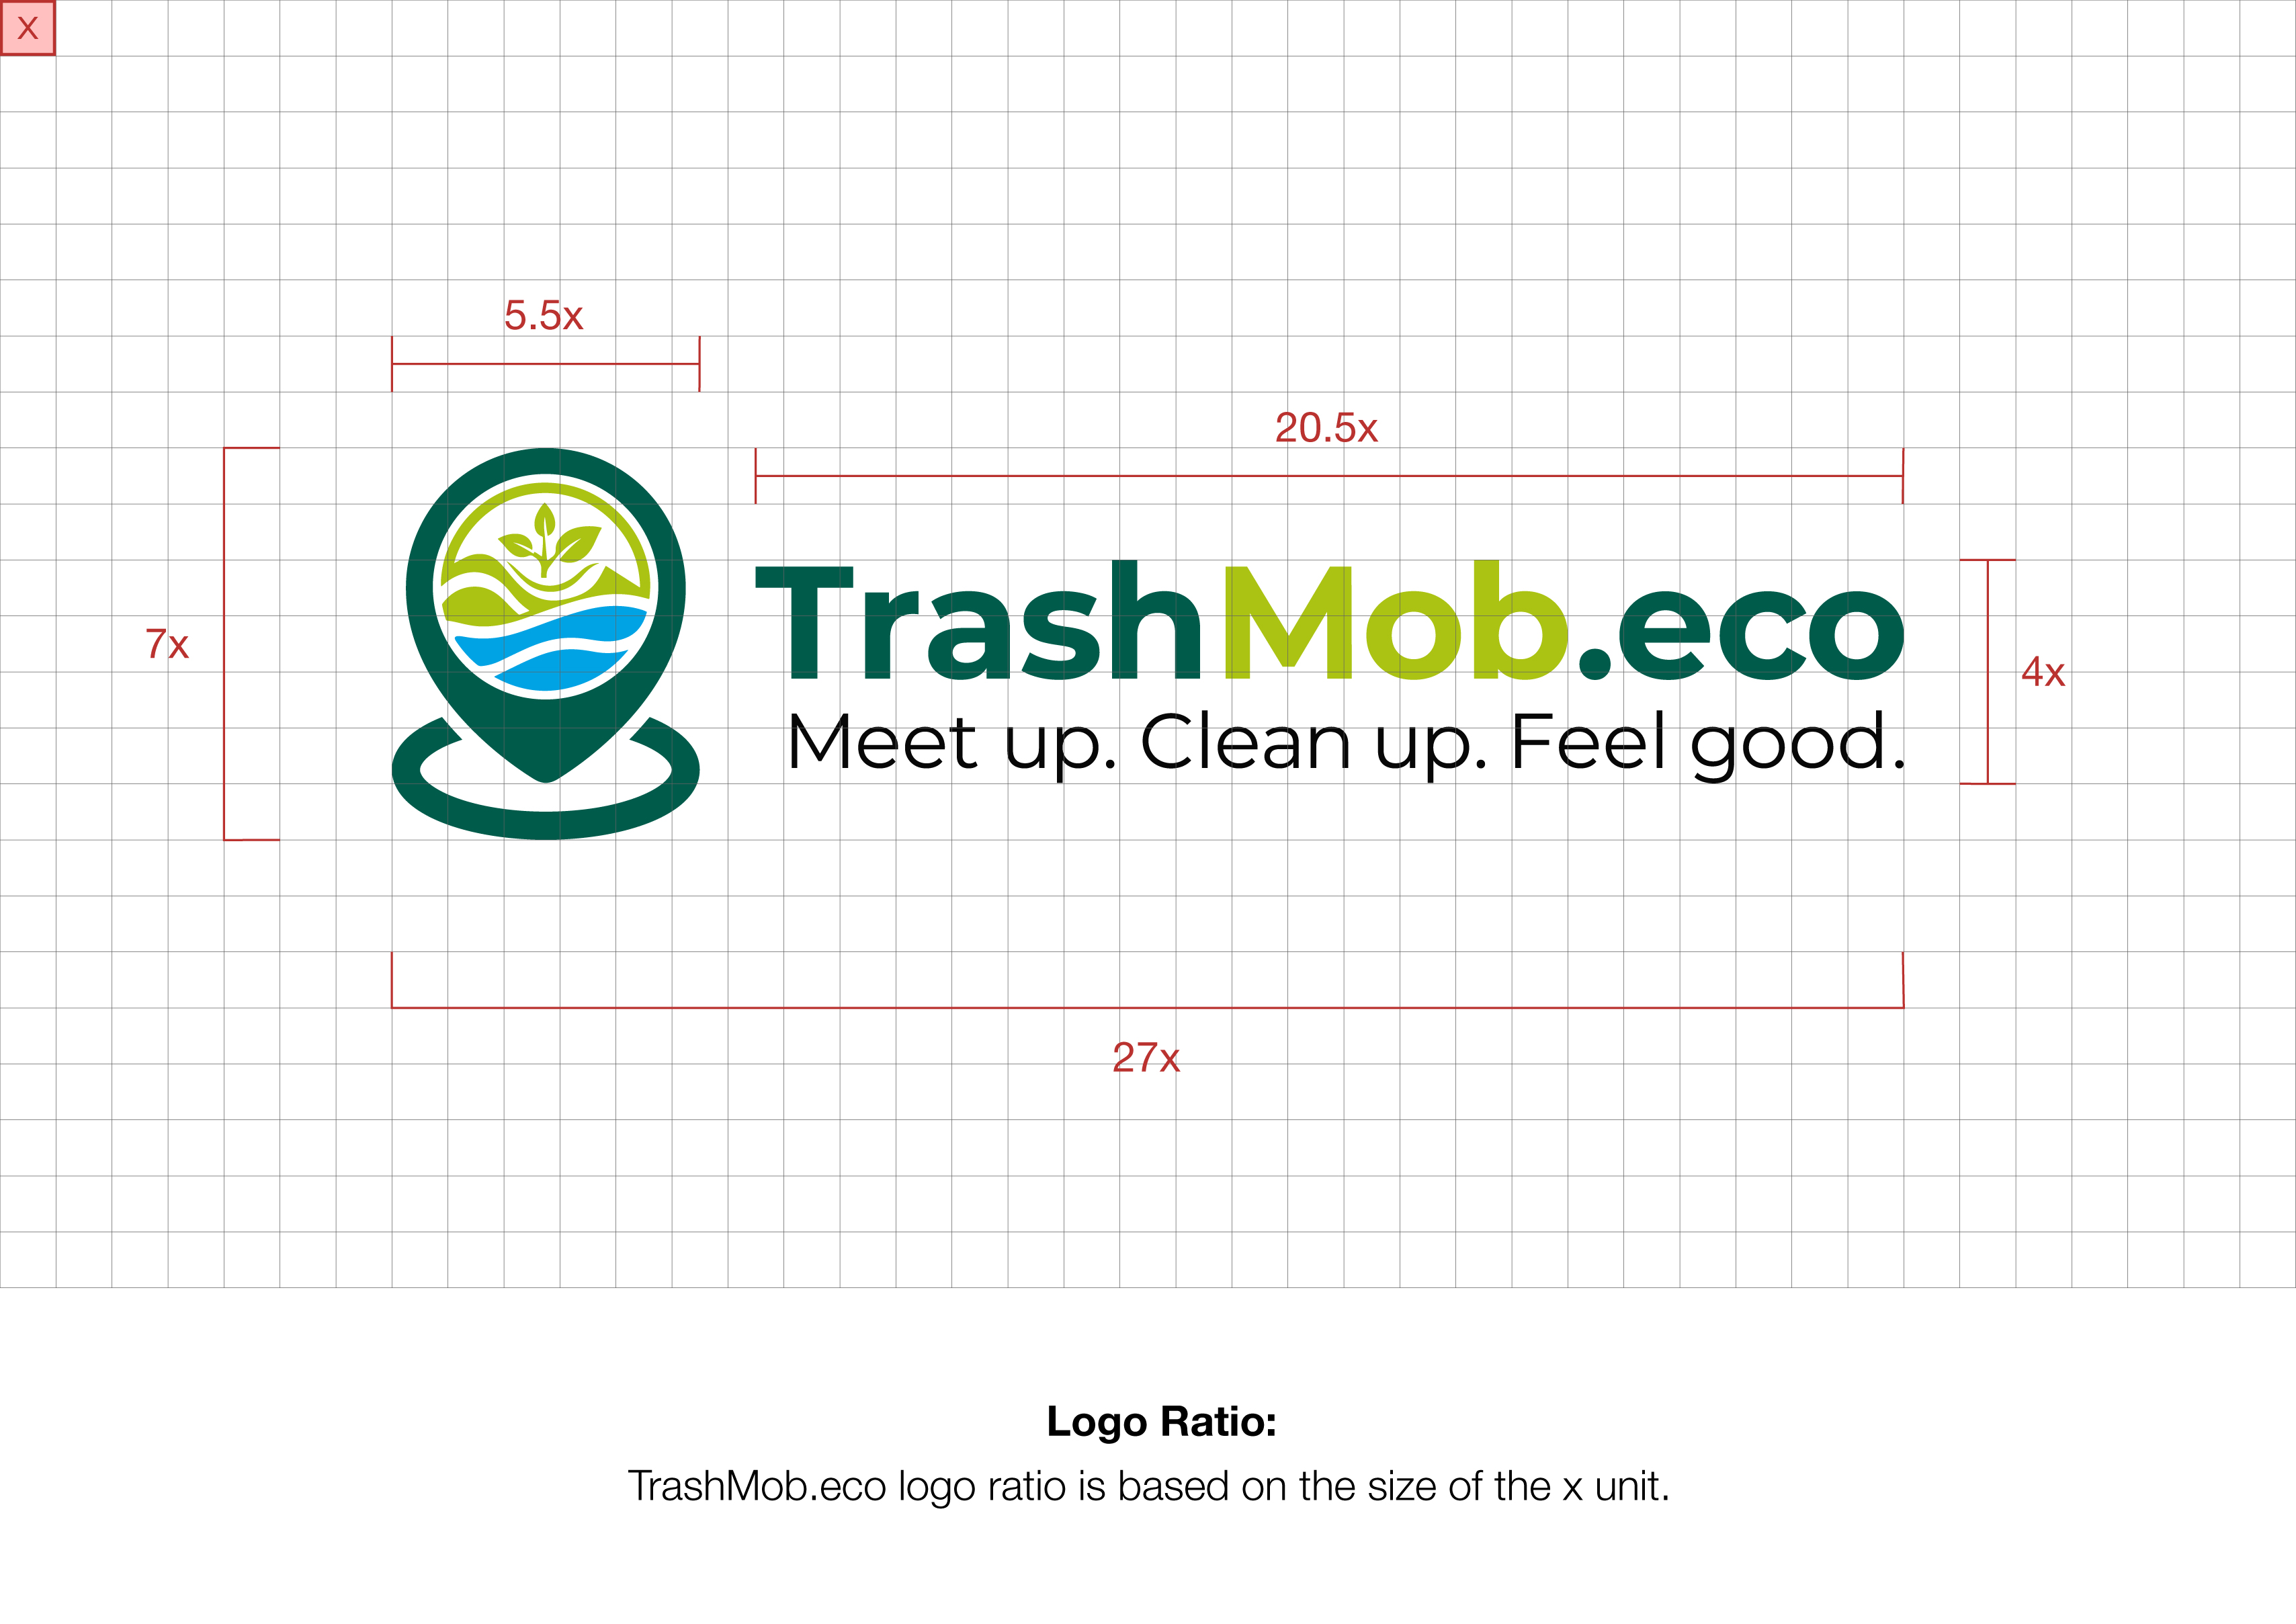 X
5.5x
20.5x
7x
TrashMob.eco
4x
Meet up. Clean up. Feel good.
27x
Logo Ratio:
TrashMob.eco logo ratio is based on the size of the x unit.